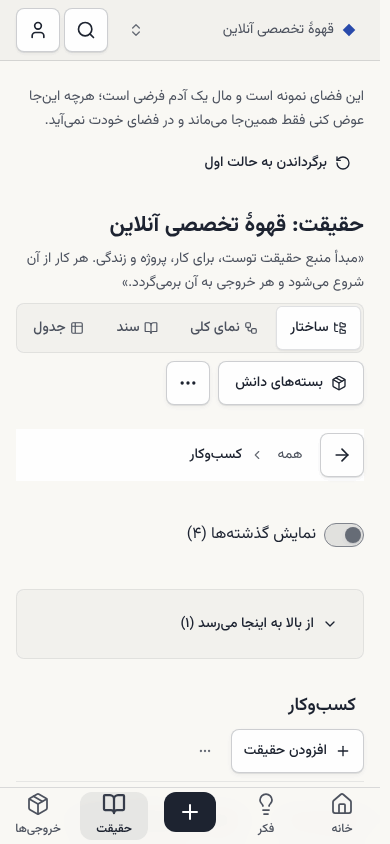 قهوهٔ تخصصی آنلاین
این فضای نمونه است و مال یک آدم فرضی است؛ هرچه این‌جا
عوض کنی فقط همین‌جا می‌ماند و در فضای خودت نمی‌آید.
برگرداندن به حالت اول
حقیقت: قهوهٔ تخصصی آنلاین
«مبدأ منبع حقیقت توست، برای کار، پروژه و زندگی. هر کار از آن
شروع می‌شود و هر خروجی به آن برمی‌گردد.»
ساختار نمای کلی سند جدول
بسته‌های دانش
همه کسب‌وکار
نمایش گذشته‌ها (۴)
از بالا به اینجا می‌رسد (۱)
کسب‌وکار
افزودن حقیقت
خانه فکر حقیقت خروجی‌ها